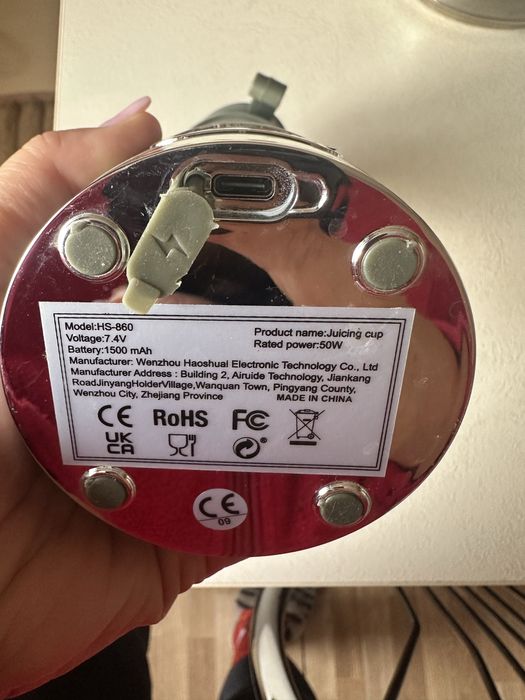 Model:HS-860
Product name:Juicing cup
Voltage:7.4V
Rated power:50W
Battery:1500 mAh
Manufacturer: Wenzhou Haoshual Electronic Technology Co., Ltd
Manufacturer Address : Building 2, Airuide Technology, Jiankang
RoadJinyangHolderVillage,Wanquan Town, Pingyang County,
Wenzhou City, Zhejiang Province
MADE IN CHINA
CE RoHS FC
UK
CA
CE
09